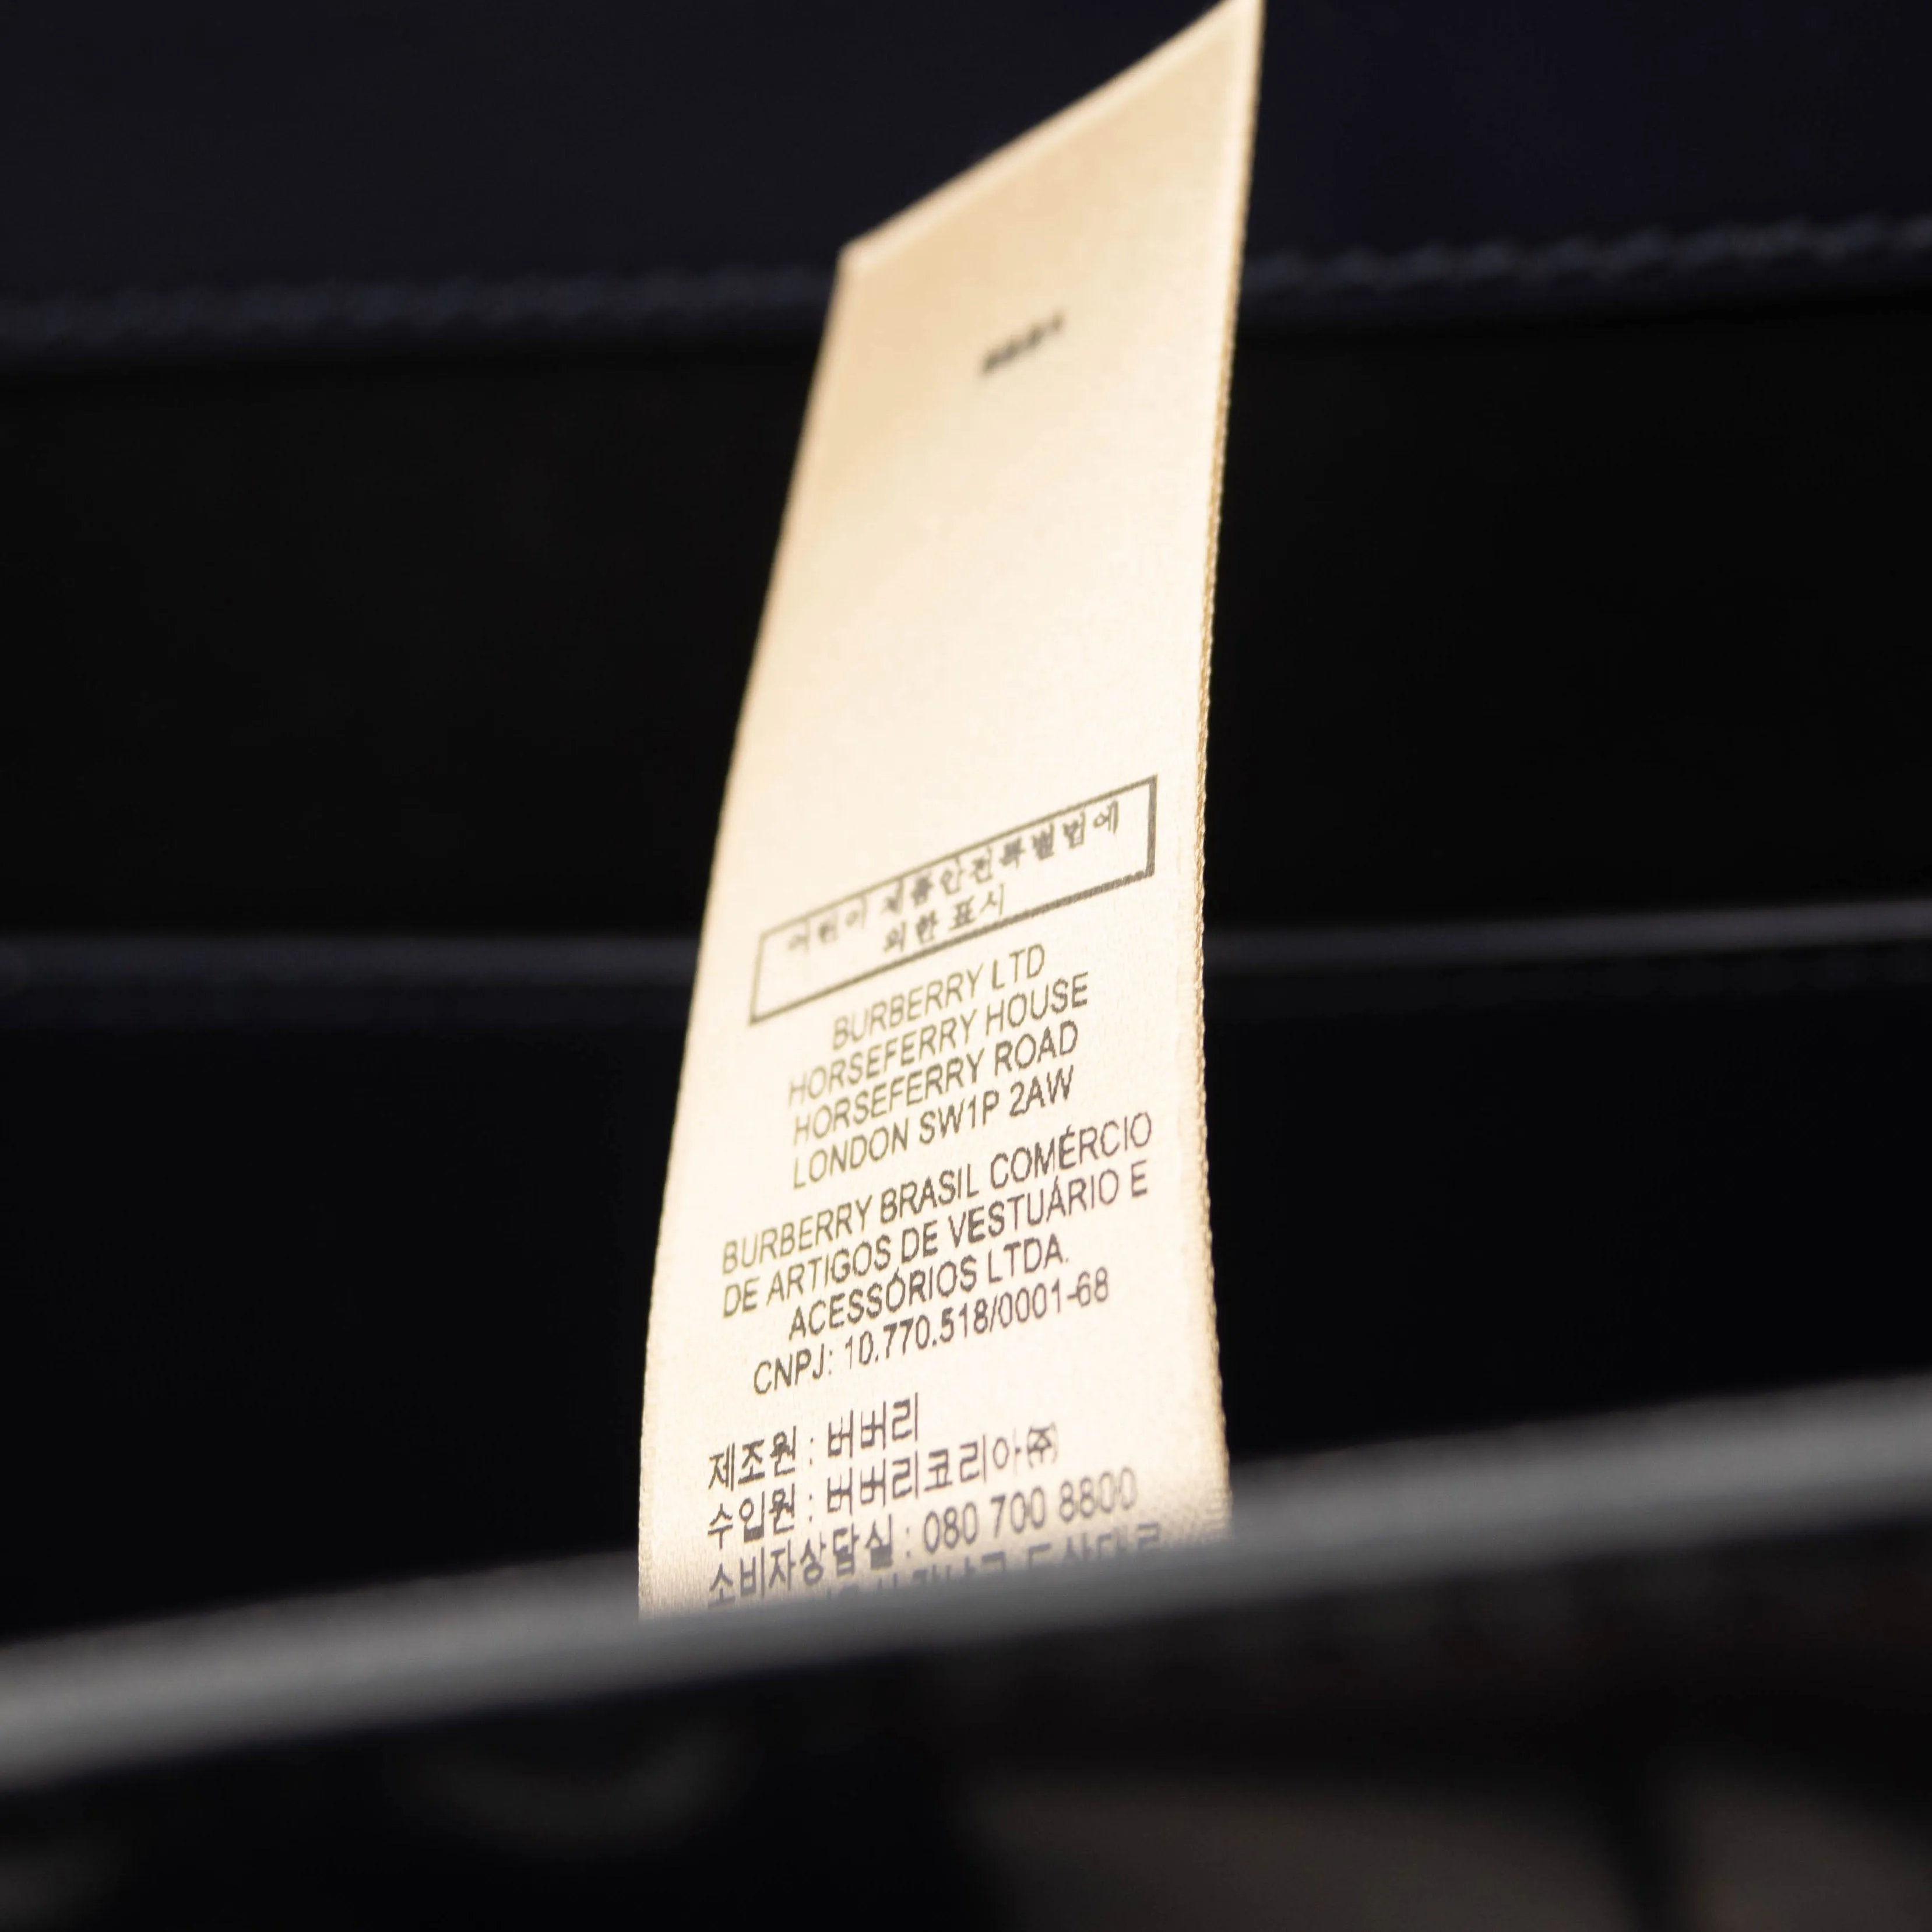 어린이 제품안전특별법에
의한 표시
BURBERRY LTD
HORSEFERRY HOUSE
HORSEFERRY ROAD
LONDON SW1P 2AW
BURBERRY BRASIL COMÉRCIO
DE ARTIGOS DE VESTUÁRIO E
ACESSÓRIOS LTDA.
CNPJ: 10.770.518/0001-68
제조원 : 버버리
수입원 : 버버리코리아(주)
소비자상담실 : 080 700 8800